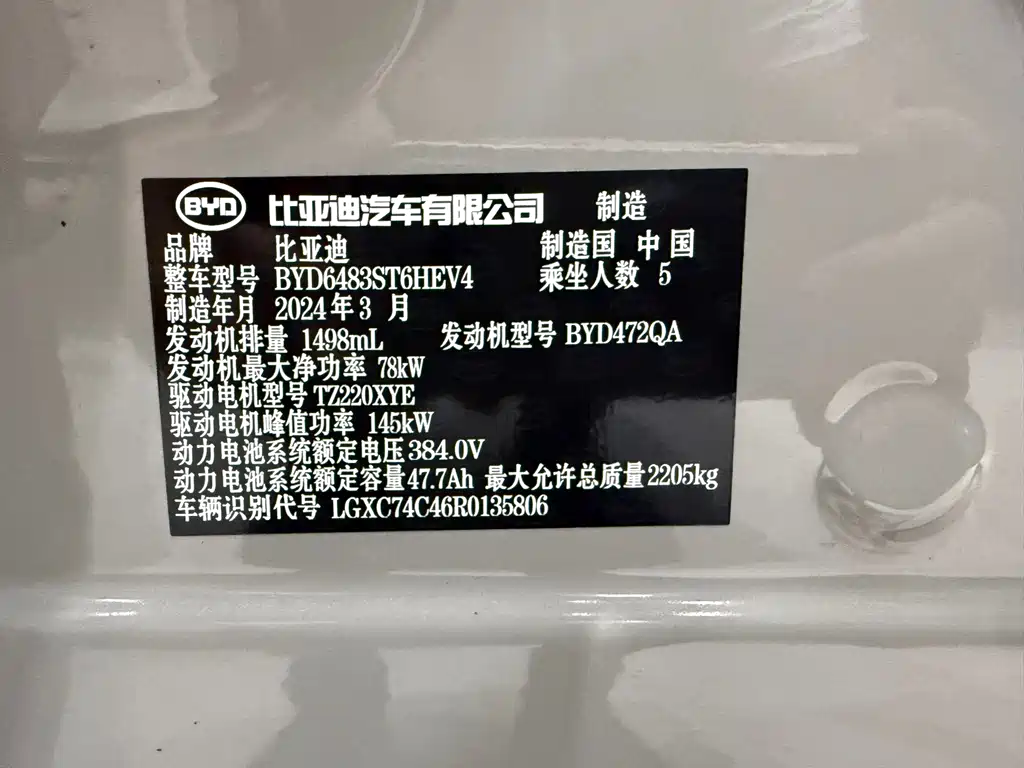 BYD 比亚迪汽车有限公司 制造
品牌 比亚迪 制造国 中国
整车型号 BYD6483ST6HEV4 乘坐人数 5
制造年月 2024年3月
发动机排量 1498mL 发动机型号 BYD472QA
发动机最大净功率 78kW
驱动电机型号 TZ220XYE
驱动电机峰值功率 145kW
动力电池系统额定电压 384.0V
动力电池系统额定容量 47.7Ah 最大允许总质量 2205kg
车辆识别代号 LGXC74C46R0135806